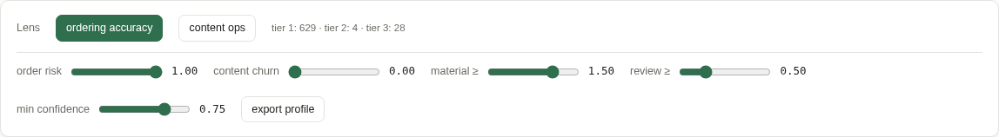 Lens ordering accuracy content ops tier 1: 629 · tier 2: 4 · tier 3: 28
order risk 1.00 content churn 0.00 material ≥ 1.50 review ≥ 0.50
min confidence 0.75 export profile